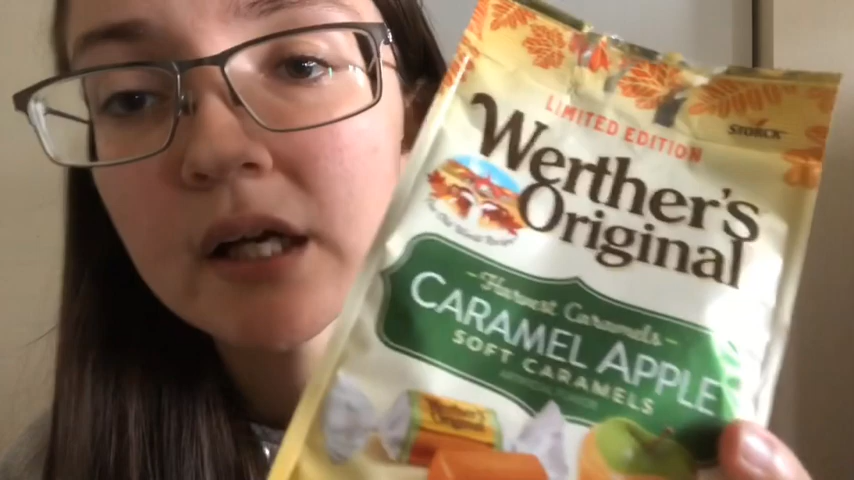 LIMITED EDITION
STORCK
Werther's
Original
Harvest Caramels
CARAMEL APPLE
SOFT CARAMELS